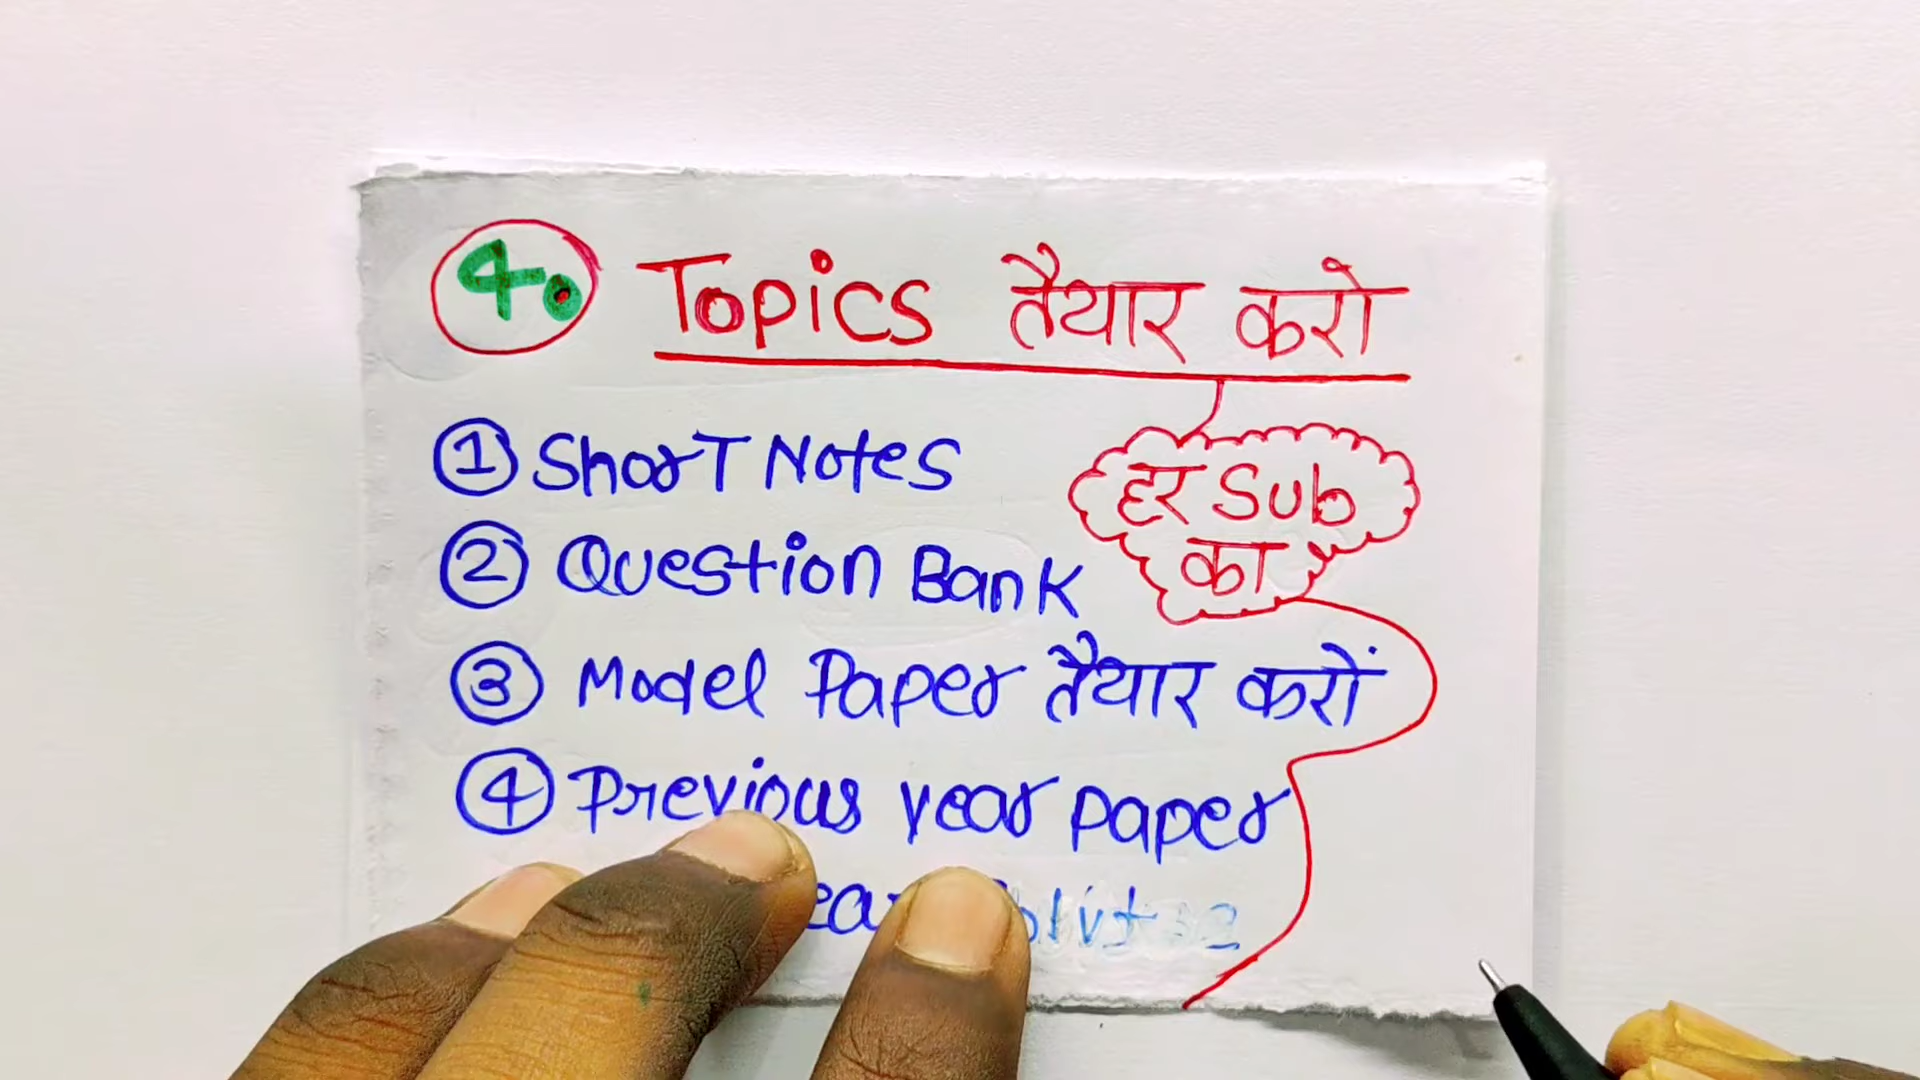 4. Topics तैयार करो
हर Sub
का
① Short Notes
② Question Bank
③ Model Paper तैयार करों
④ Previous year paper